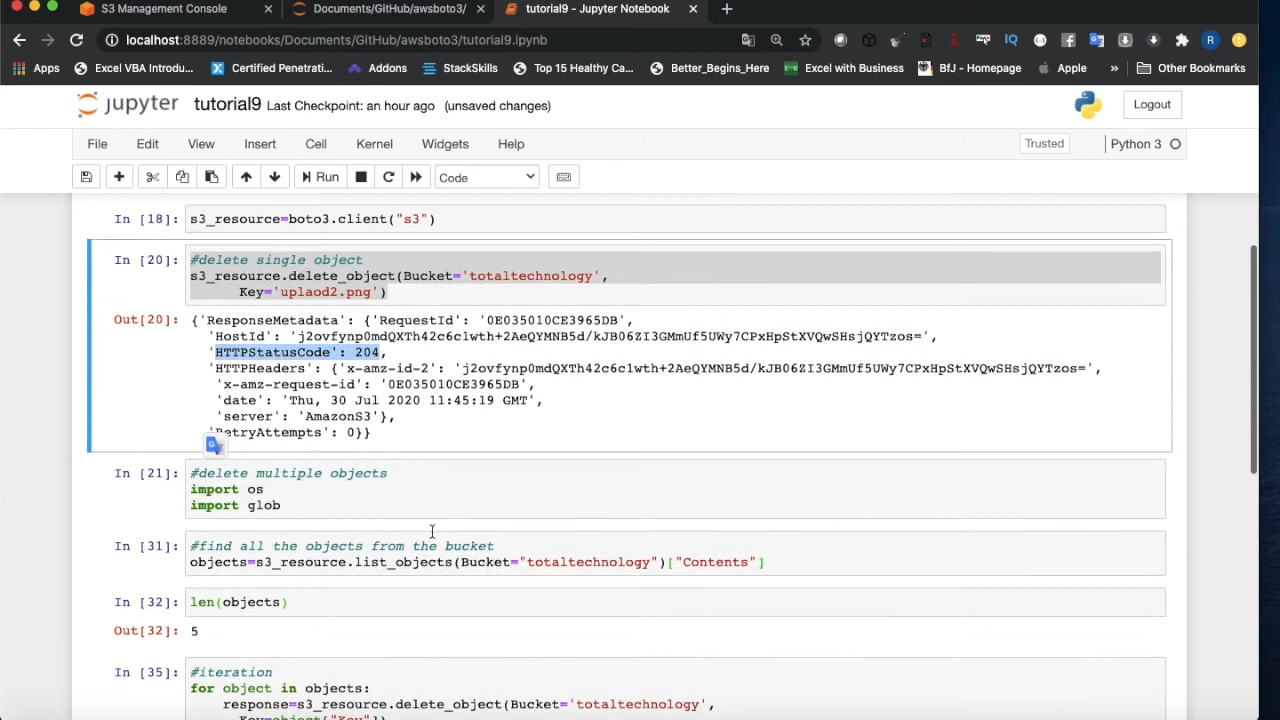 S3 Management Console
Documents/GitHub/awsboto3/
tutorial9 - Jupyter Notebook
localhost:8889/notebooks/Documents/GitHub/awsboto3/tutorial9.ipynb
Apps
Excel VBA Introdu...
Certified Penetrati...
Addons
StackSkills
Top 15 Healthy Ca...
Better_Begins_Here
Excel with Business
BfJ - Homepage
Apple
»
Other Bookmarks
jupyter
tutorial9 Last Checkpoint: an hour ago (unsaved changes)
Logout
File Edit View Insert Cell Kernel Widgets Help
Trusted
Python 3
Run
Code
In [18]: s3_resource=boto3.client("s3")
In [20]: #delete single object
s3_resource.delete_object(Bucket='totaltechnology',
Key='uplaod2.png')
Out[20]: {'ResponseMetadata': {'RequestId': '0E035010CE3965DB',
'HostId': 'j2ovfynp0mdQXTh42c6c1wth+2AeQYMNB5d/kJB06ZI3GMmUf5UWy7CPxHpStXVQwSHsjQYTzos=',
'HTTPStatusCode': 204,
'HTTPHeaders': {'x-amz-id-2': 'j2ovfynp0mdQXTh42c6c1wth+2AeQYMNB5d/kJB06ZI3GMmUf5UWy7CPxHpStXVQwSHsjQYTzos=',
'x-amz-request-id': '0E035010CE3965DB',
'date': 'Thu, 30 Jul 2020 11:45:19 GMT',
'server': 'AmazonS3'},
'RetryAttempts': 0}}
In [21]: #delete multiple objects
import os
import glob
In [31]: #find all the objects from the bucket
objects=s3_resource.list_objects(Bucket="totaltechnology")["Contents"]
In [32]: len(objects)
Out[32]: 5
In [35]: #iteration
for object in objects:
response=s3_resource.delete_object(Bucket='totaltechnology',
Key=object["Key"])